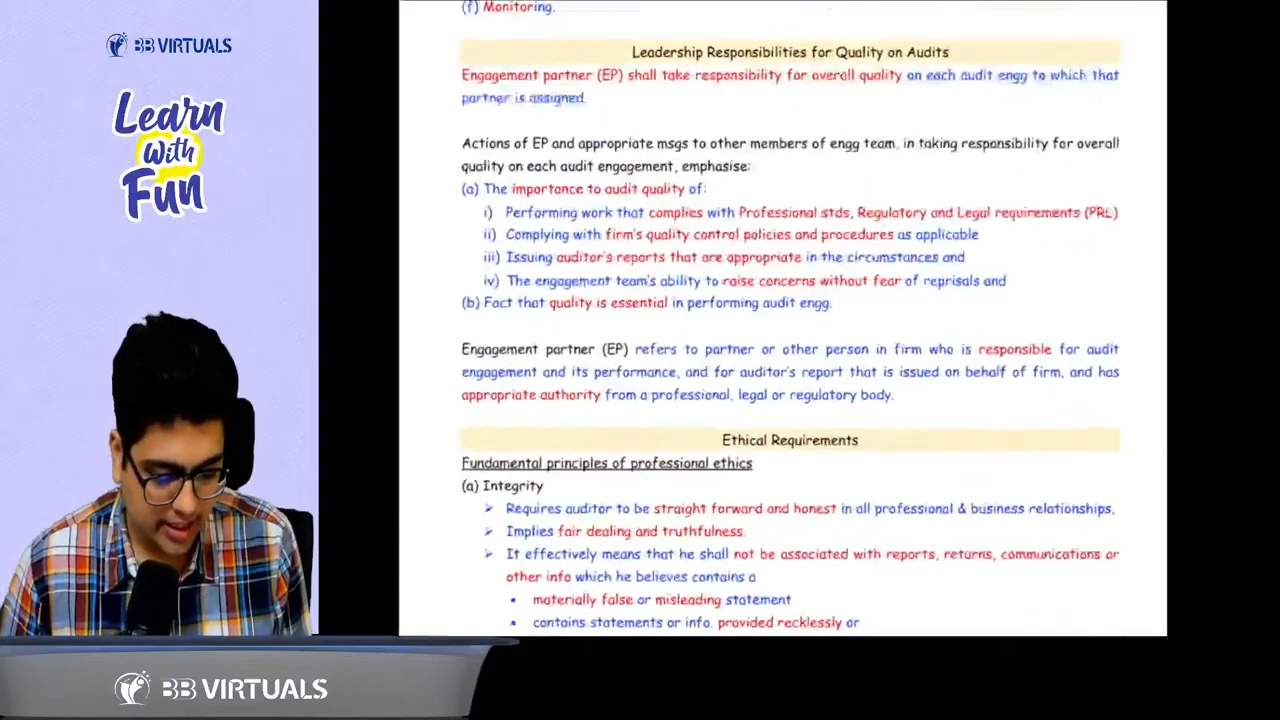 BB VIRTUALS
Learn
With
Fun
(f) Monitoring.
Leadership Responsibilities for Quality on Audits
Engagement partner (EP) shall take responsibility for overall quality on each audit engg to which that
partner is assigned.
Actions of EP and appropriate msgs to other members of engg team, in taking responsibility for overall
quality on each audit engagement, emphasise:
(a) The importance to audit quality of:
i) Performing work that complies with Professional stds, Regulatory and Legal requirements (PRL)
ii) Complying with firm's quality control policies and procedures as applicable
iii) Issuing auditor's reports that are appropriate in the circumstances and
iv) The engagement team's ability to raise concerns without fear of reprisals and
(b) Fact that quality is essential in performing audit engg.
Engagement partner (EP) refers to partner or other person in firm who is responsible for audit
engagement and its performance, and for auditor's report that is issued on behalf of firm, and has
appropriate authority from a professional, legal or regulatory body.
Ethical Requirements
Fundamental principles of professional ethics
(a) Integrity
➢ Requires auditor to be straight forward and honest in all professional & business relationships.
➢ Implies fair dealing and truthfulness.
➢ It effectively means that he shall not be associated with reports, returns, communications or
other info which he believes contains a
▪ materially false or misleading statement
▪ contains statements or info. provided recklessly or
BB VIRTUALS